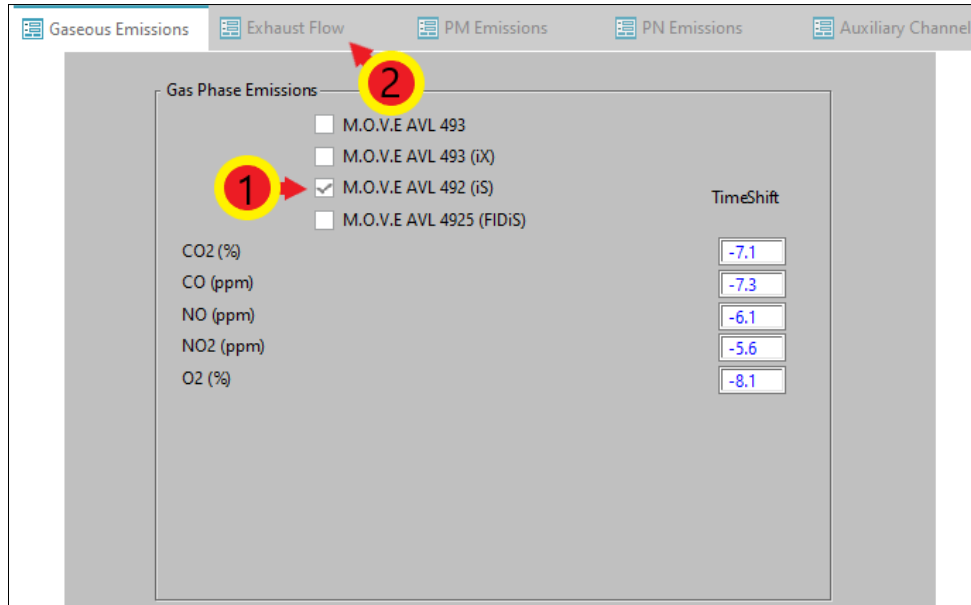 Gaseous Emissions Exhaust Flow PM Emissions PN Emissions Auxiliary Channel
2
Gas Phase Emissions
M.O.V.E AVL 493
M.O.V.E AVL 493 (iX)
1 M.O.V.E AVL 492 (iS)
TimeShift
M.O.V.E AVL 4925 (FIDiS)
CO2 (%) -7.1
CO (ppm) -7.3
NO (ppm) -6.1
NO2 (ppm) -5.6
O2 (%) -8.1